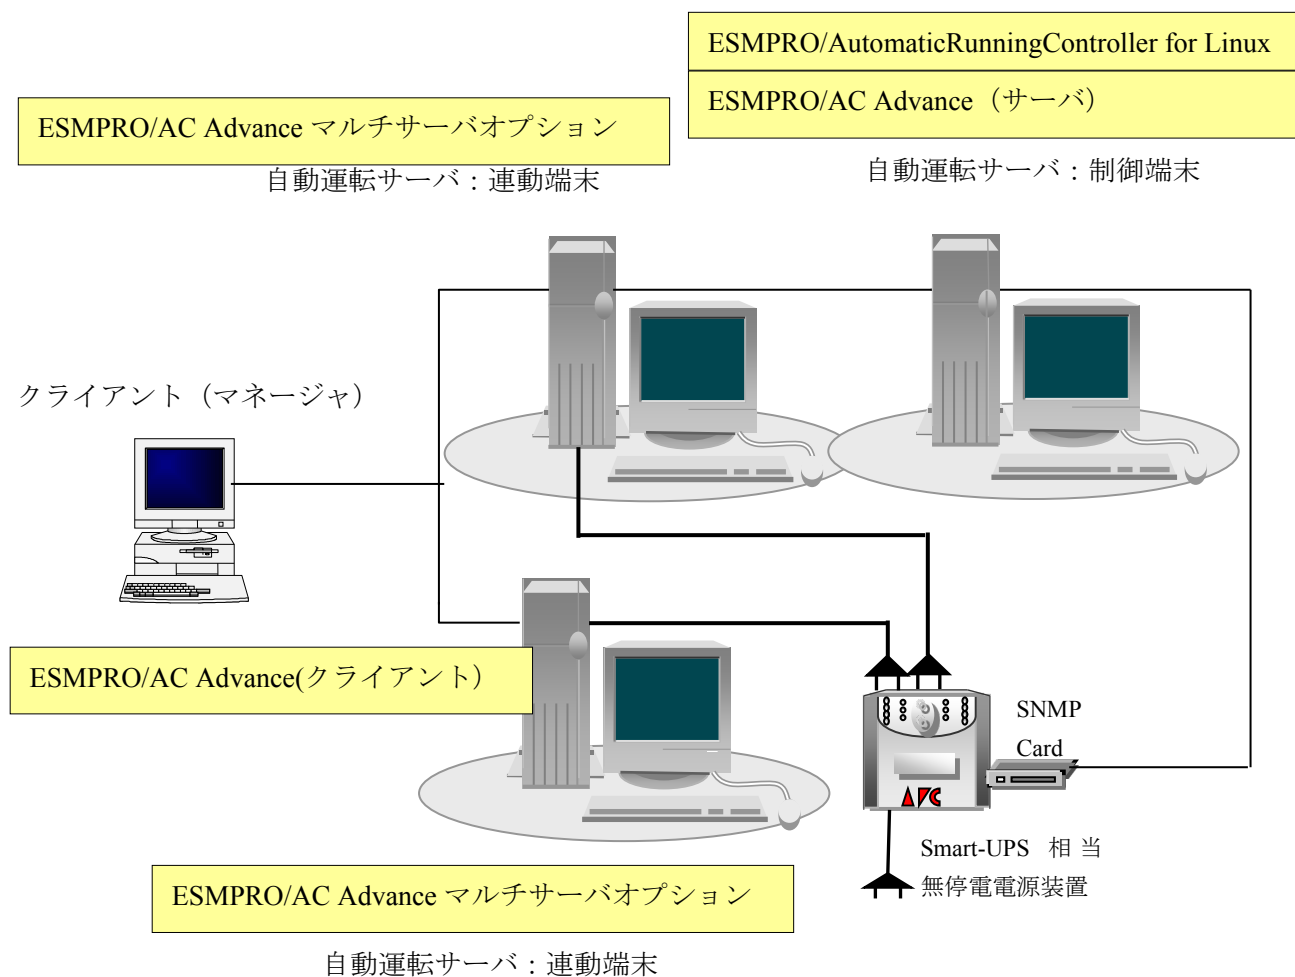 ESMPRO/AutomaticRunningController for Linux
ESMPRO/AC Advance（サーバ）
ESMPRO/AC Advance マルチサーバオプション
自動運転サーバ：連動端末
自動運転サーバ：制御端末
クライアント（マネージャ）
ESMPRO/AC Advance(クライアント）
SNMP
Card
APC
Smart-UPS 相 当
無停電電源装置
ESMPRO/AC Advance マルチサーバオプション
自動運転サーバ：連動端末